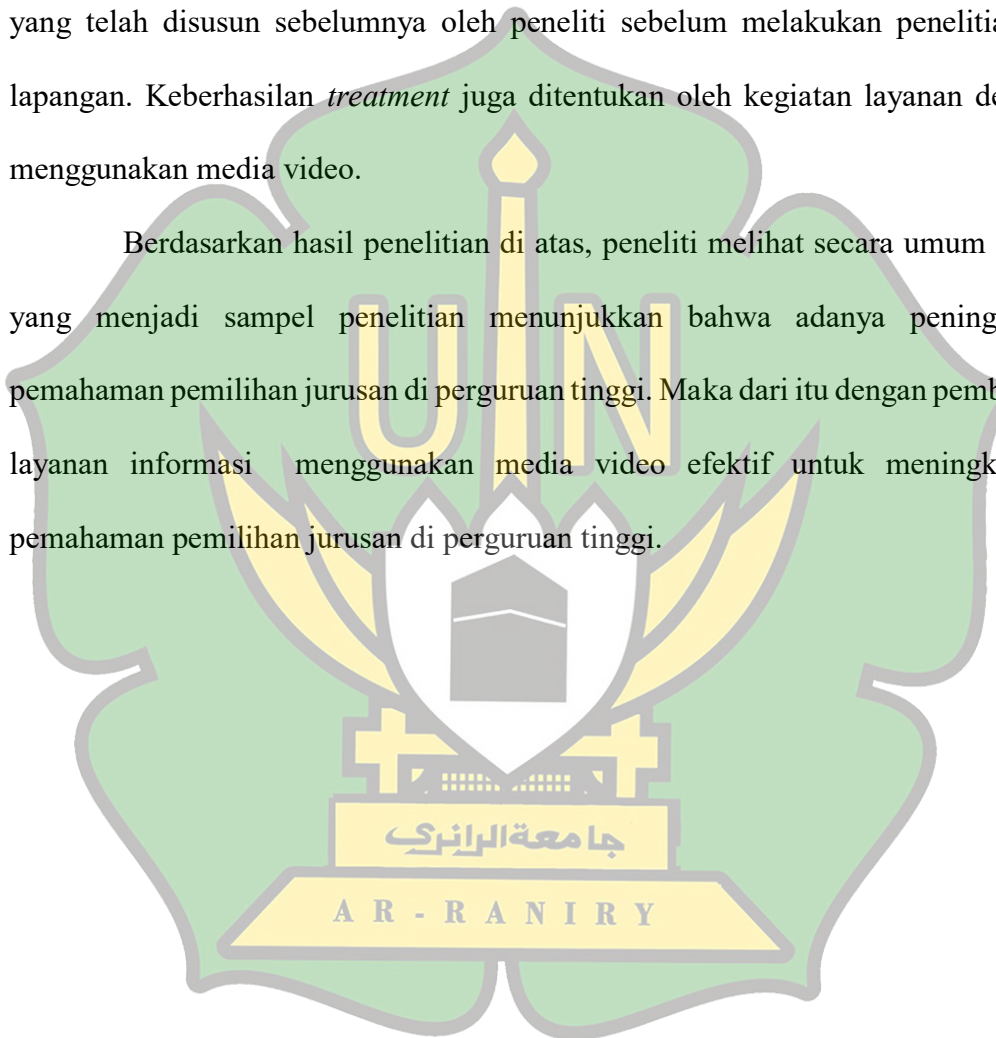 yang telah disusun sebelumnya oleh peneliti sebelum melakukan penelitia
lapangan. Keberhasilan treatment juga ditentukan oleh kegiatan layanan de
menggunakan media video.
Berdasarkan hasil penelitian di atas, peneliti melihat secara umum
yang menjadi sampel penelitian menunjukkan bahwa adanya pening
pemahaman pemilihan jurusan di perguruan tinggi. Maka dari itu dengan pemb
layanan informasi menggunakan media video efektif untuk meningk
pemahaman pemilihan jurusan di perguruan tinggi.
UIN
جامعة الرانري
AR-RANIRY